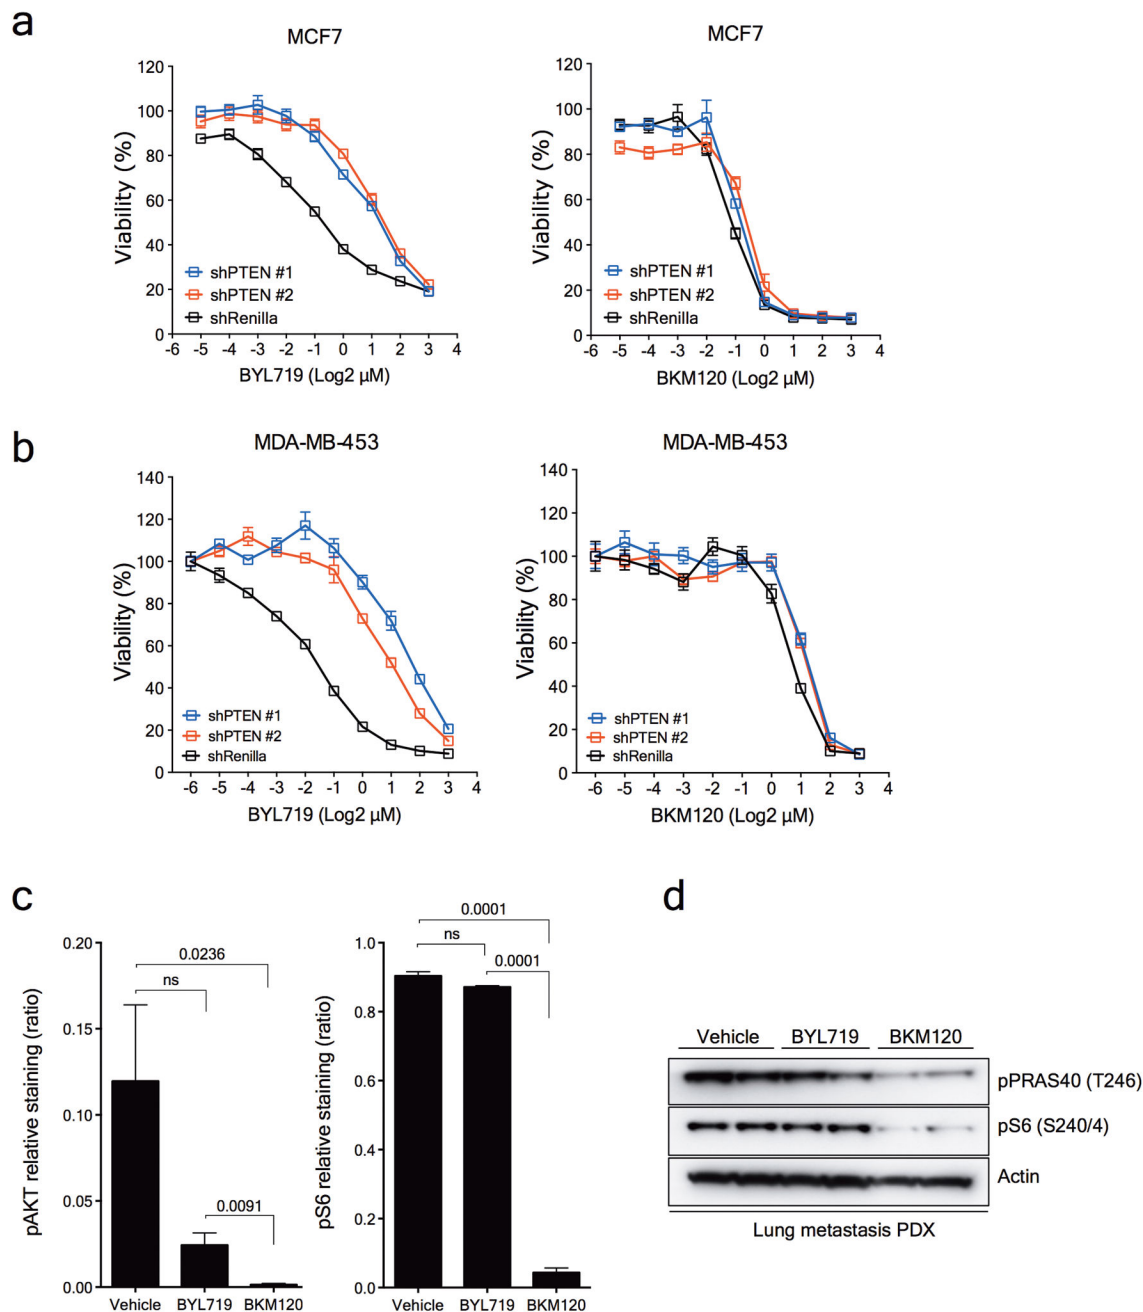 a
MCF7
120
100
80
60
40
20
0
Viability (%)
shPTEN #1
shPTEN #2
shRenilla
-6 -5 -4 -3 -2 -1 0 1 2 3 4
BYL719 (Log2 µM)
MCF7
120
100
80
60
40
20
0
Viability (%)
shPTEN #1
shPTEN #2
shRenilla
-6 -5 -4 -3 -2 -1 0 1 2 3 4
BKM120 (Log2 µM)
b
MDA-MB-453
140
120
100
80
60
40
20
0
Viability (%)
shPTEN #1
shPTEN #2
shRenilla
-6 -5 -4 -3 -2 -1 0 1 2 3 4
BYL719 (Log2 µM)
MDA-MB-453
140
120
100
80
60
40
20
0
Viability (%)
shPTEN #1
shPTEN #2
shRenilla
-6 -5 -4 -3 -2 -1 0 1 2 3 4
BKM120 (Log2 µM)
c
0.20
0.15
0.10
0.05
0.00
pAKT relative staining (ratio)
0.0236
ns
0.0091
Vehicle BYL719 BKM120
1.0
0.8
0.6
0.4
0.2
0.0
pS6 relative staining (ratio)
0.0001
ns
0.0001
Vehicle BYL719 BKM120
d
Vehicle BYL719 BKM120
pPRAS40 (T246)
pS6 (S240/4)
Actin
Lung metastasis PDX